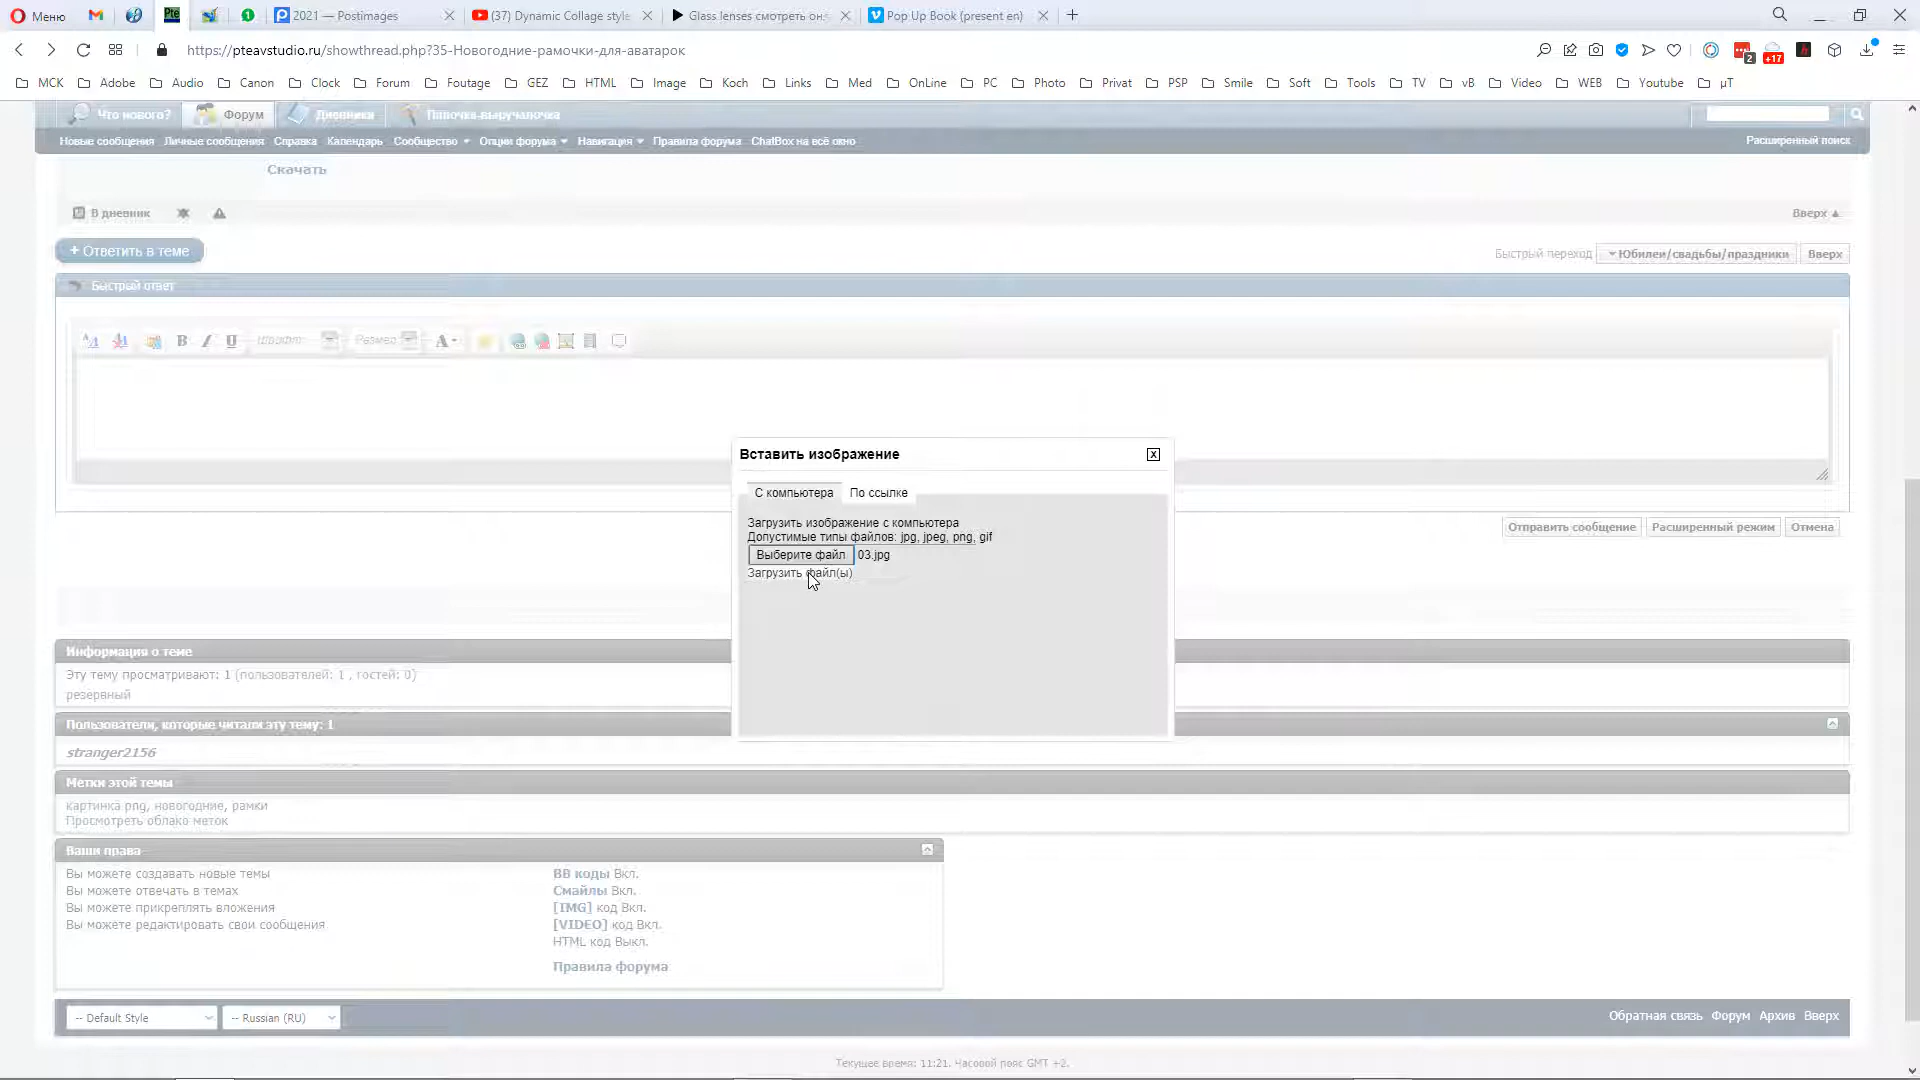 Меню
1
2021 — Postimages
(37) Dynamic Collage style
Glass lenses смотреть он
Pop Up Book (present en)
https://pteavstudio.ru/showthread.php?35-Новогодние-рамочки-для-аватарок
2
+17
МСК
Adobe
Audio
Canon
Clock
Forum
Foutage
GEZ
HTML
Image
Koch
Links
Med
OnLine
PC
Photo
Privat
PSP
Smile
Soft
Tools
TV
vB
Video
WEB
Youtube
µT
Что нового?
Форум
Дневники
Палочка-выручалочка
Новые сообщения
Личные сообщения
Справка
Календарь
Сообщество
Опции форума
Навигация
Правила форума
ChatBox на всё окно
Расширенный поиск
Скачать
В дневник
Вверх
+ Ответить в теме
Быстрый переход
Юбилеи/свадьбы/праздники
Вверх
Быстрый ответ
Шрифт
Размер
Вставить изображение
С компьютера
По ссылке
Загрузить изображение с компьютера
Допустимые типы файлов: jpg, jpeg, png, gif
Выберите файл
03.jpg
Загрузить файл(ы)
Отправить сообщение
Расширенный режим
Отмена
Информация о теме
Эту тему просматривают: 1 (пользователей: 1 , гостей: 0)
резервный
Пользователи, которые читали эту тему: 1
stranger2156
Метки этой темы
картинка png, новогодние, рамки
Просмотреть облако меток
Ваши права
Вы можете создавать новые темы
Вы можете отвечать в темах
Вы можете прикреплять вложения
Вы можете редактировать свои сообщения
BB коды Вкл.
Смайлы Вкл.
[IMG] код Вкл.
[VIDEO] код Вкл.
HTML код Выкл.
Правила форума
-- Default Style
-- Russian (RU)
Обратная связь
Форум
Архив
Вверх
Текущее время: 11:21. Часовой пояс GMT +2.